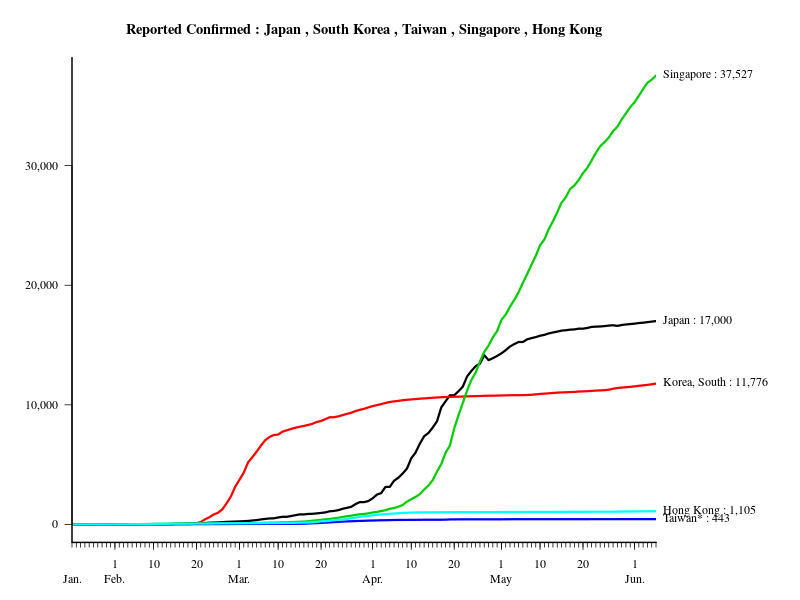 Reported Confirmed : Japan , South Korea , Taiwan , Singapore , Hong Kong
Singapore : 37,527
30,000
20,000
Japan : 17,000
Korea, South : 11,776
10,000
Hong Kong : 1,105
Taiwan* : 443
0
1 10 20 1 10 20 1 10 20 1 10 20 1
Jan. Feb. Mar. Apr. May Jun.